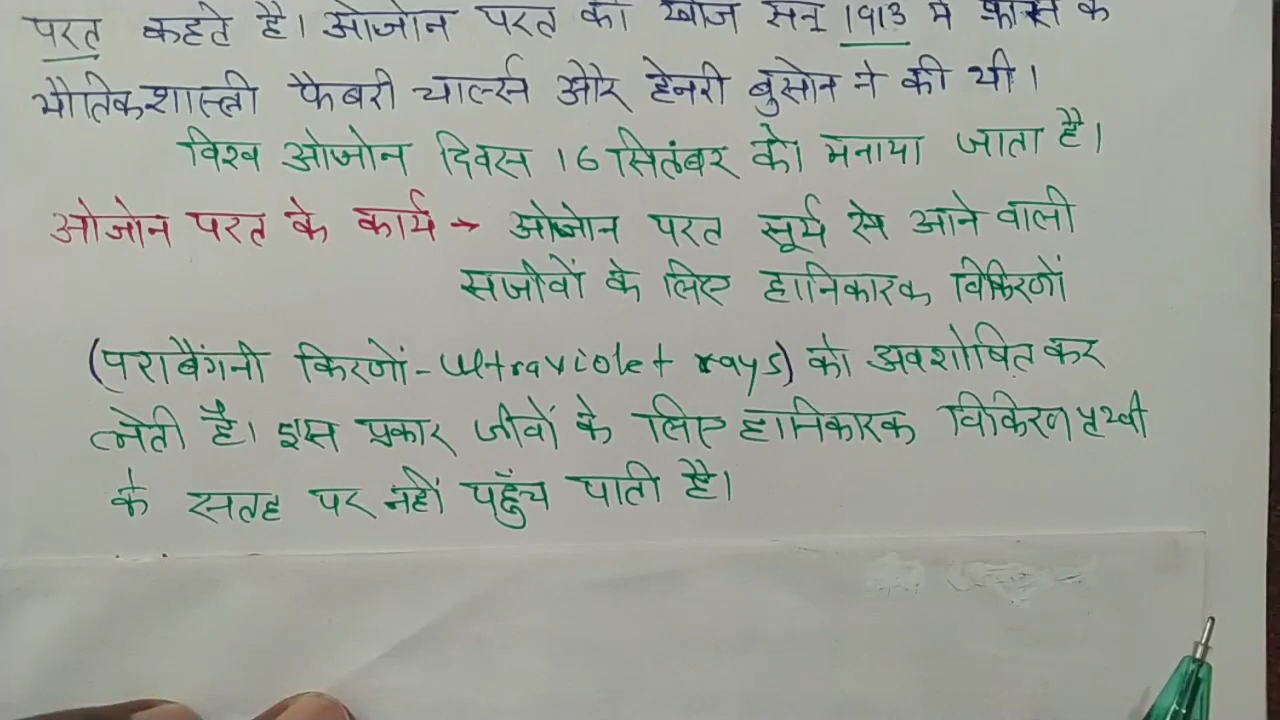 परत कहते है। ओजोन परत की खोज सन् 1913 में फ्रांस के
भौतिकशास्त्री फैबरी चार्ल्स और हेनरी बुसोन ने की थी।
विश्व ओजोन दिवस 16 सितंबर को मनाया जाता है।
ओजोन परत के कार्य → ओजोन परत सूर्य से आने वाली
सजीवों के लिए हानिकारक विकिरणों
(पराबैंगनी किरणों - Ultraviolet rays) को अवशोषित कर
लेती है। इस प्रकार जीवों के लिए हानिकारक विकिरण पृथ्वी
के सतह पर नहीं पहुँच पाती है।